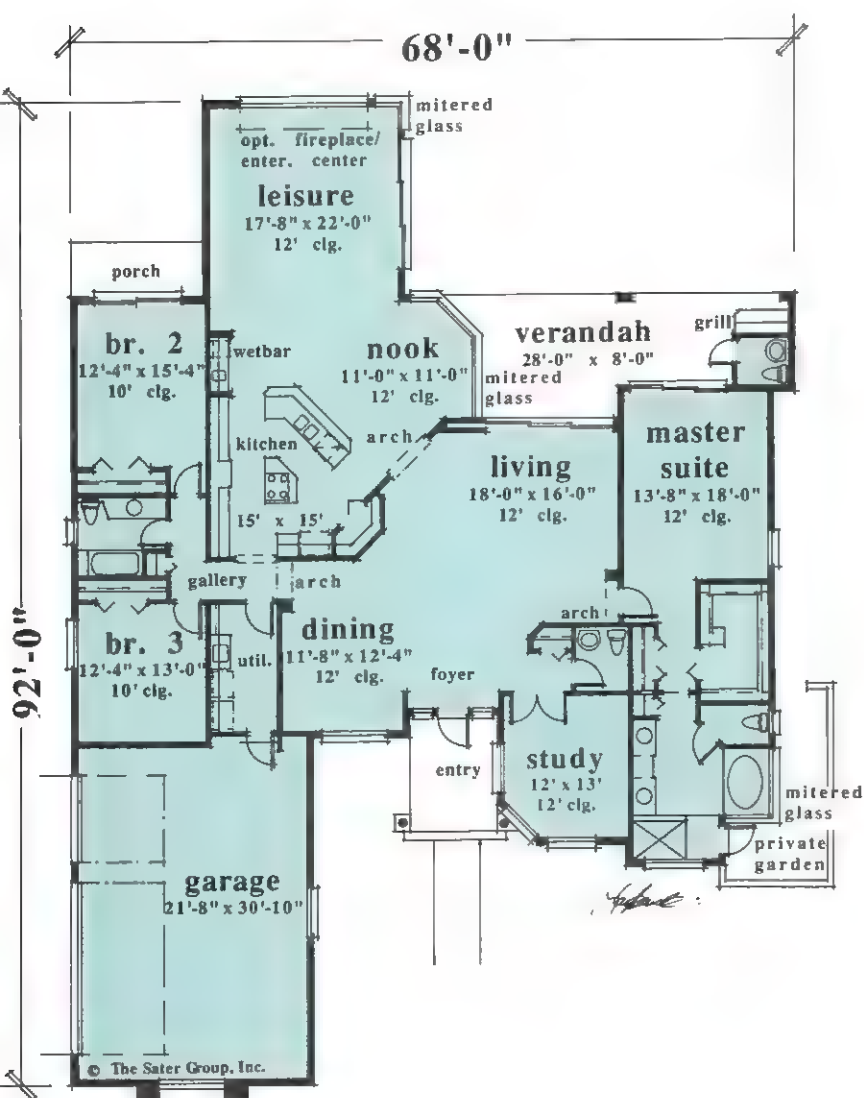 68'-0"
mitered
glass
opt. fireplace/
enter. center
leisure
17'-8" x 22'-0"
12' clg.
porch
br. 2
12'-4" x 15'-4"
10' clg.
wetbar
nook
11'-0" x 11'-0"
12' clg.
mitered
glass
verandah
28'-0" x 8'-0"
grill
kitchen
15' x 15'
arch
living
18'-0" x 16'-0"
12' clg.
master
suite
13'-8" x 18'-0"
12' clg.
gallery
arch
arch
92'-0"
br. 3
12'-4" x 13'-0"
10' clg.
util.
dining
11'-8" x 12'-4"
12' clg.
foyer
entry
study
12' x 13'
12' clg.
mitered
glass
private
garden
garage
21'-8" x 30'-10"
© The Sater Group, Inc.